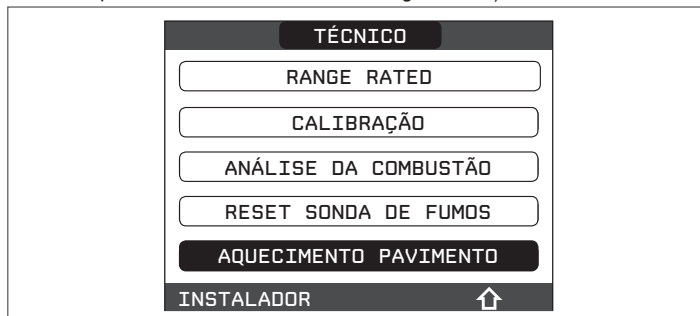 TÉCNICO
RANGE RATED
CALIBRAÇÃO
ANÁLISE DA COMBUSTÃO
RESET SONDA DE FUMOS
AQUECIMENTO PAVIMENTO
INSTALADOR